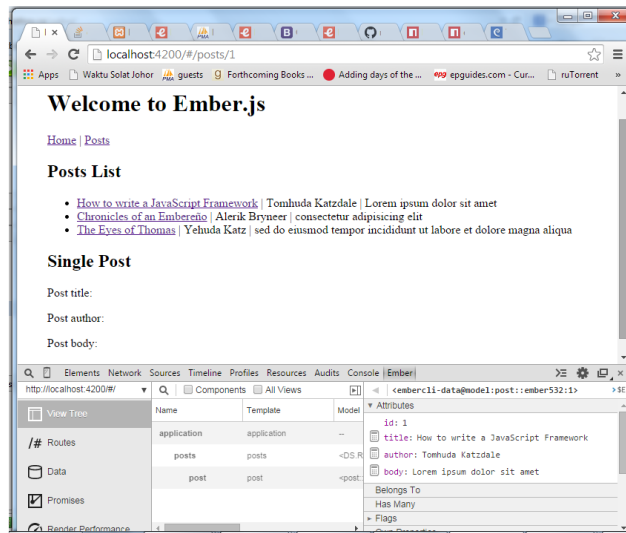 localhost:4200/#/posts/1
Apps Waktu Solat Johor guests Forthcoming Books ... Adding days of the ... epguides.com - Cur... ruTorrent »
Welcome to Ember.js
Home | Posts
Posts List
How to write a JavaScript Framework | Tomhuda Katzdale | Lorem ipsum dolor sit amet
Chronicles of an Embereño | Alerik Bryneer | consectetur adipisicing elit
The Eyes of Thomas | Yehuda Katz | sed do eiusmod tempor incididunt ut labore et dolore magna aliqua
Single Post
Post title:
Post author:
Post body:
Elements Network Sources Timeline Profiles Resources Audits Console Ember
http://localhost:4200/#/ Components All Views <embercli-data@model:post::ember532:1> >$E
View Tree
/# Routes
Data
Promises
Render Performance
Name Template Model
application application --
posts posts <DS.R
post post <post:
Attributes
id: 1
title: How to write a JavaScript Framework
author: Tomhuda Katzdale
body: Lorem ipsum dolor sit amet
Belongs To
Has Many
Flags